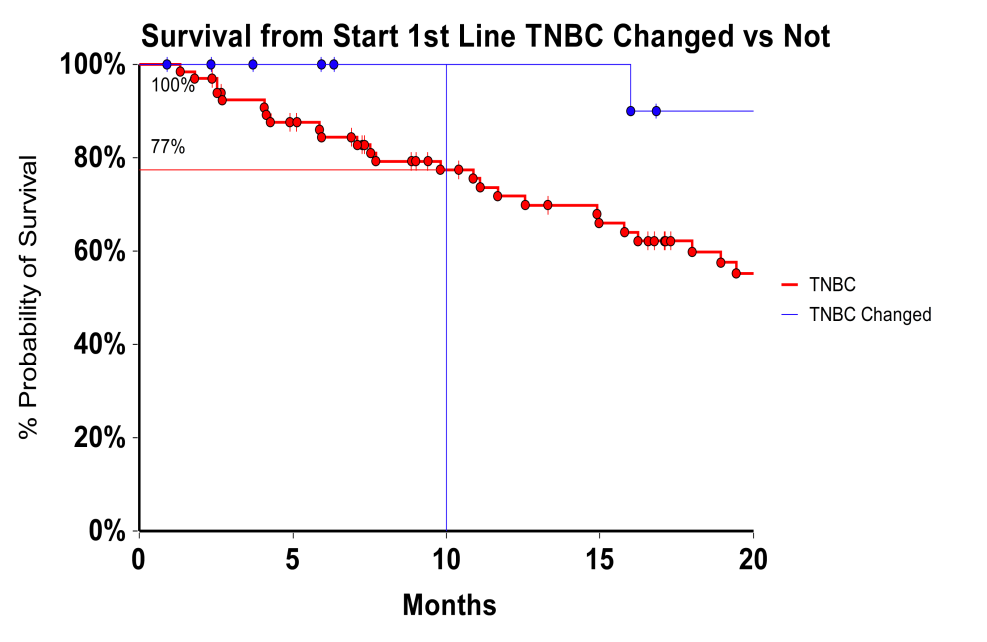 Survival from Start 1st Line TNBC Changed vs Not
% Probability of Survival
100%
80%
60%
40%
20%
0%
100%
77%
0 5 10 15 20
Months
TNBC
TNBC Changed